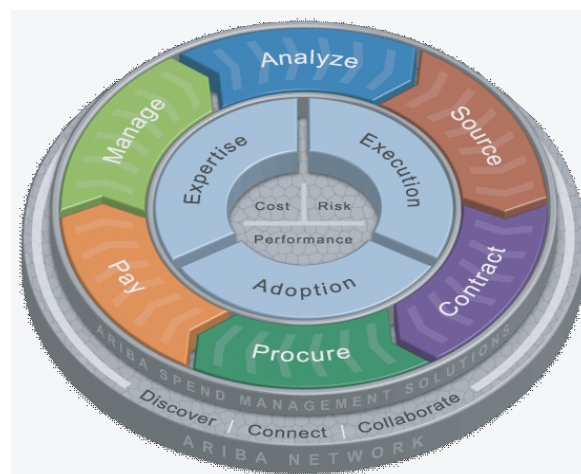 Analyze
Source
Contract
Procure
Pay
Manage
Expertise
Execution
Adoption
Cost
Risk
Performance
ARIBA SPEND MANAGEMENT SOLUTIONS
Discover | Connect | Collaborate
ARIBA NETWORK